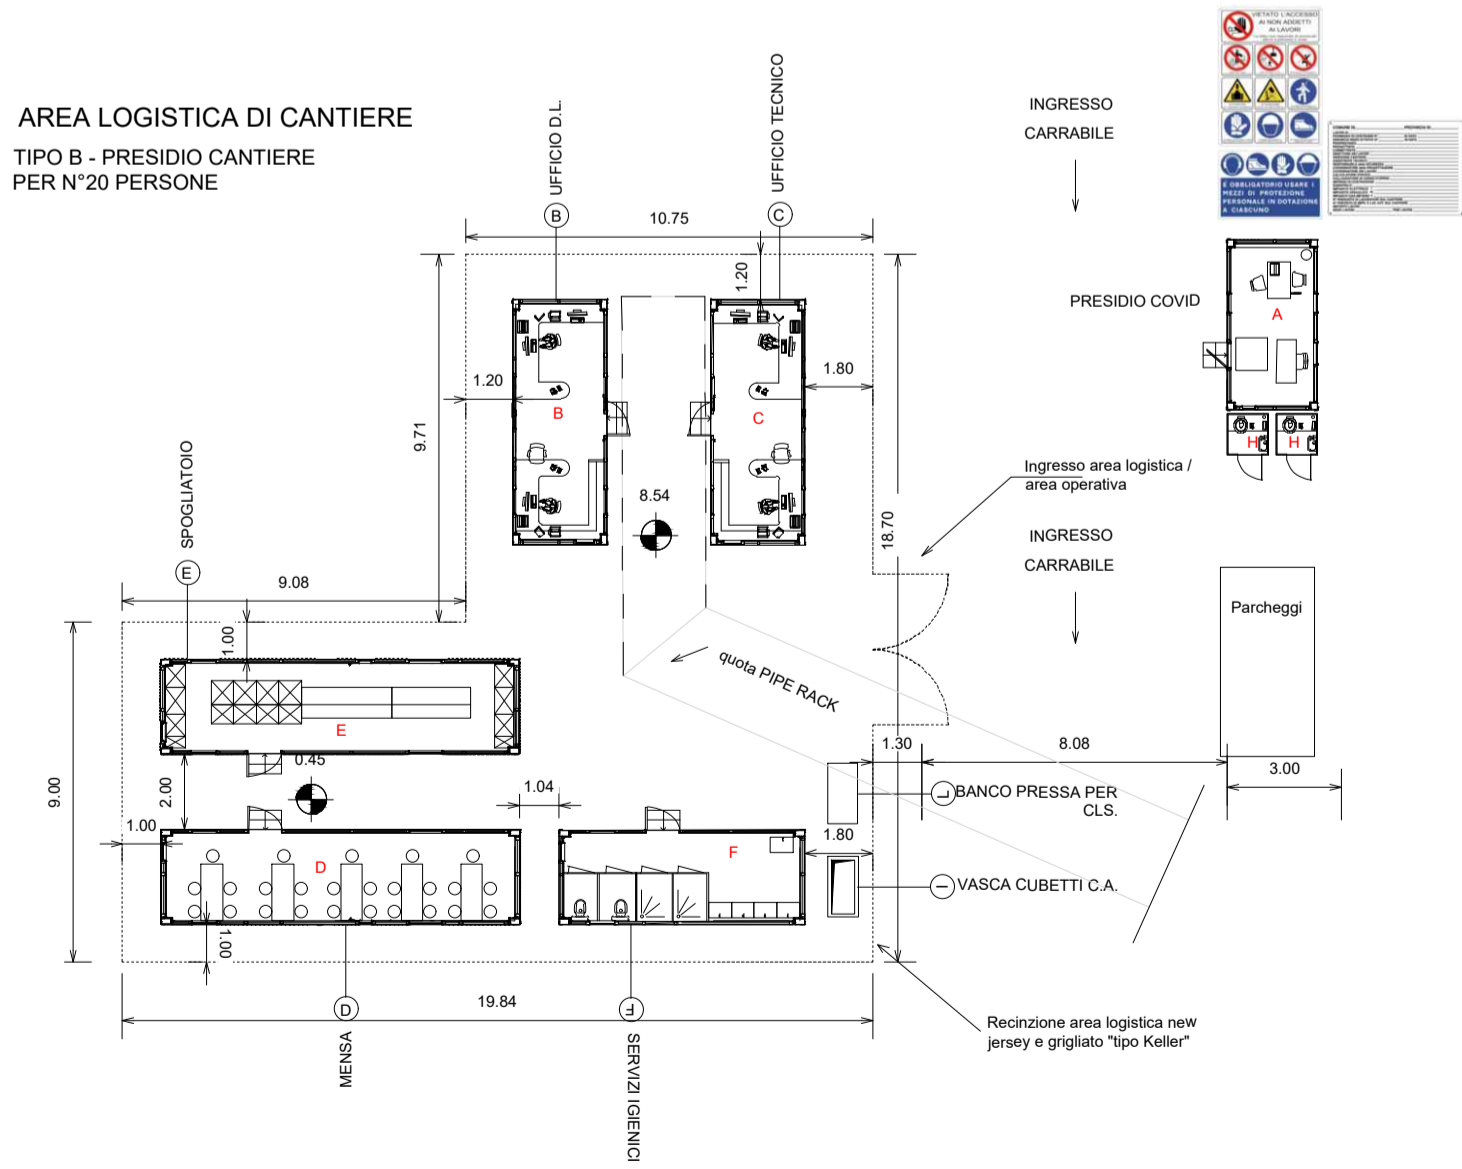 AREA LOGISTICA DI CANTIERE
TIPO B - PRESIDIO CANTIERE
PER N°20 PERSONE
UFFICIO D.L.
B
UFFICIO TECNICO
C
INGRESSO
CARRABILE
VIETATO L'ACCESSO
AI NON ADDETTI
AI LAVORI
È OBBLIGATORIO USARE I
MEZZI DI PROTEZIONE
PERSONALE IN DOTAZIONE
A CIASCUNO
10.75
1.20
PRESIDIO COVID
A
1.20
1.80
B
C
9.71
H
H
SPOGLIATOIO
E
Ingresso area logistica /
area operativa
8.54
18.70
INGRESSO
CARRABILE
9.08
Parcheggi
1.00
quota PIPE RACK
E
0.45
1.30
8.08
3.00
9.00
2.00
1.04
L
BANCO PRESSA PER
CLS.
1.00
1.80
D
F
I
VASCA CUBETTI C.A.
1.00
19.84
D
MENSA
F
SERVIZI IGIENICI
Recinzione area logistica new
jersey e grigliato "tipo Keller"